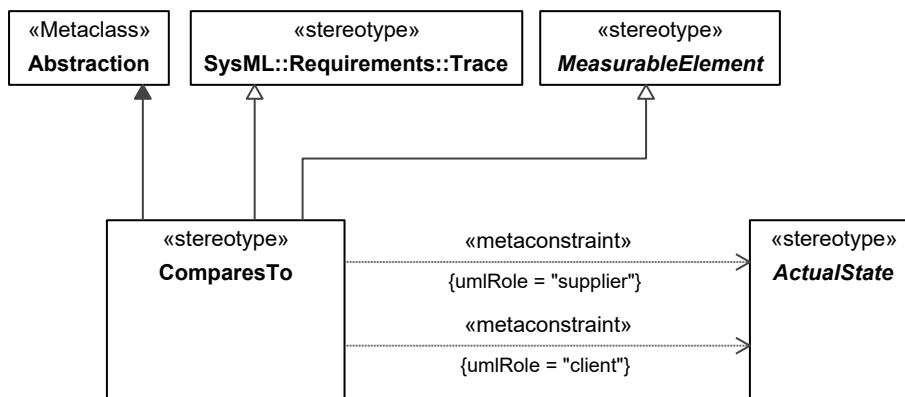 «Metaclass»
Abstraction
«stereotype»
SysML::Requirements::Trace
«stereotype»
MeasurableElement
«stereotype»
ComparesTo
«metaconstraint»
{umlRole = "supplier"}
«metaconstraint»
{umlRole = "client"}
«stereotype»
ActualState